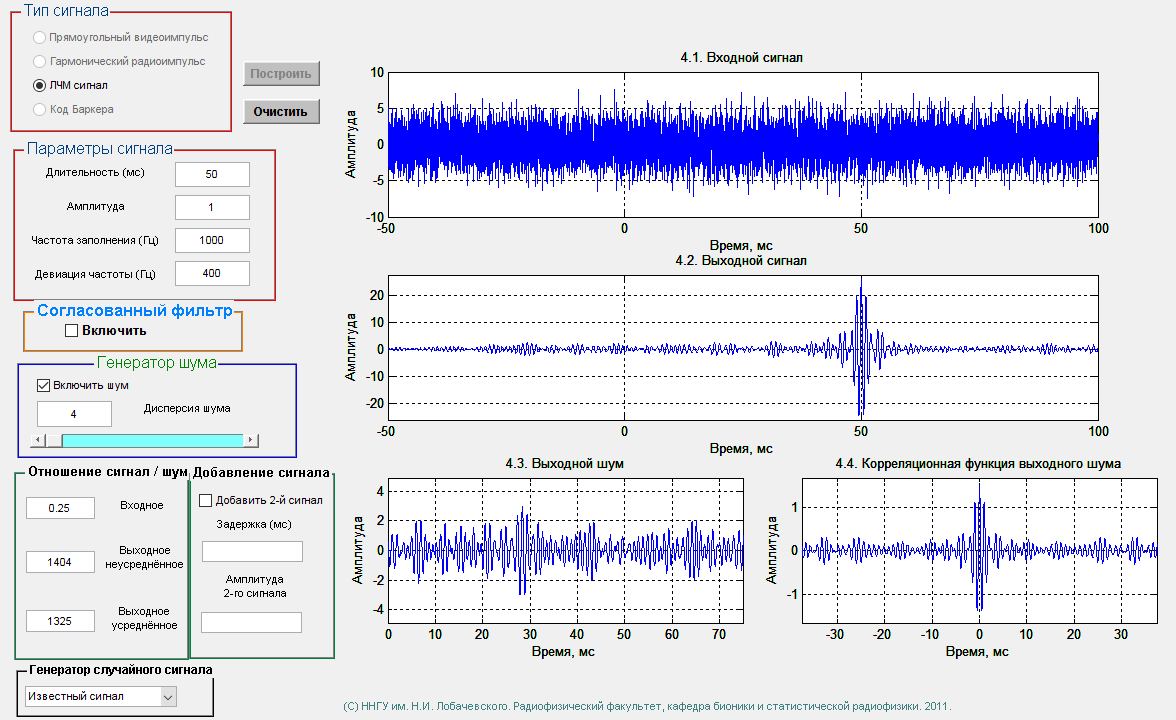 Тип сигнала
Прямоугольный видеоимпульс
Гармонический радиоимпульс
ЛЧМ сигнал
Код Баркера
Построить
Очистить
Параметры сигнала
Длительность (мс)
50
Амплитуда
1
Частота заполнения (Гц)
1000
Девиация частоты (Гц)
400
Согласованный фильтр
Включить
Генератор шума
Включить шум
4
Дисперсия шума
Отношение сигнал / шум
0.25
Входное
1404
Выходное
неусреднённое
1325
Выходное
усреднённое
Добавление сигнала
Добавить 2-й сигнал
Задержка (мс)
Амплитуда
2-го сигнала
Генератор случайного сигнала
Известный сигнал
4.1. Входной сигнал
Амплитуда
10
5
0
-5
-10
-50 0 50 100
Время, мс
4.2. Выходной сигнал
Амплитуда
20
10
0
-10
-20
-50 0 50 100
Время, мс
4.3. Выходной шум
Амплитуда
4
2
0
-2
-4
0 10 20 30 40 50 60 70
Время, мс
4.4. Корреляционная функция выходного шума
Амплитуда
1
0
-1
-30 -20 -10 0 10 20 30
Время, мс
(С) ННГУ им. Н.И. Лобачевского. Радиофизический факультет, кафедра бионики и статистической радиофизики. 2011.